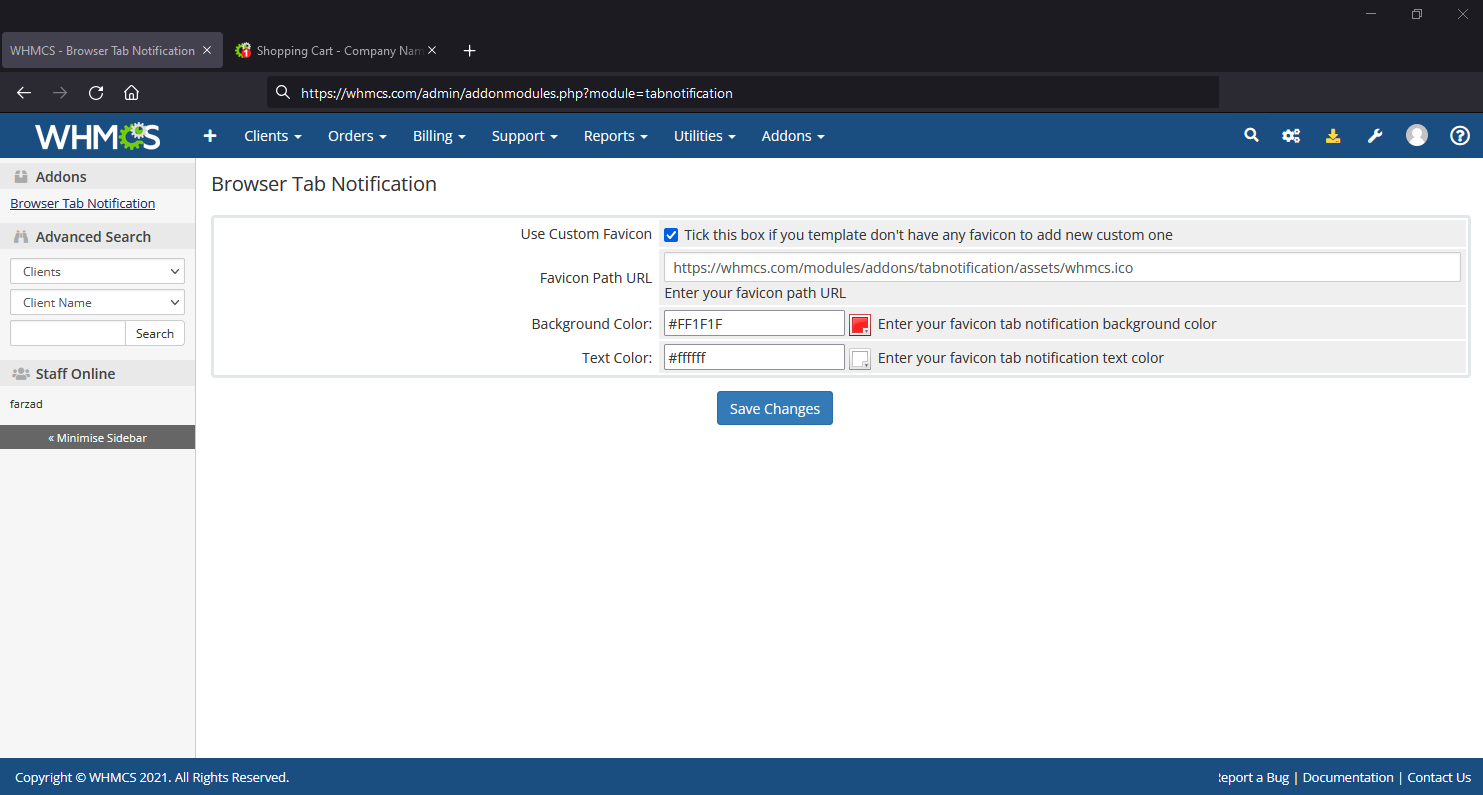 WHMCS - Browser Tab Notification
1
Shopping Cart - Company Nam
https://whmcs.com/admin/addonmodules.php?module=tabnotification
WHMCS
Clients
Orders
Billing
Support
Reports
Utilities
Addons
Addons
Browser Tab Notification
Advanced Search
Clients
Client Name
Search
Staff Online
farzad
« Minimise Sidebar
Browser Tab Notification
Use Custom Favicon
Tick this box if you template don't have any favicon to add new custom one
Favicon Path URL
https://whmcs.com/modules/addons/tabnotification/assets/whmcs.ico
Enter your favicon path URL
Background Color:
#FF1F1F
Enter your favicon tab notification background color
Text Color:
#ffffff
Enter your favicon tab notification text color
Save Changes
Copyright © WHMCS 2021. All Rights Reserved.
eport a Bug | Documentation | Contact Us